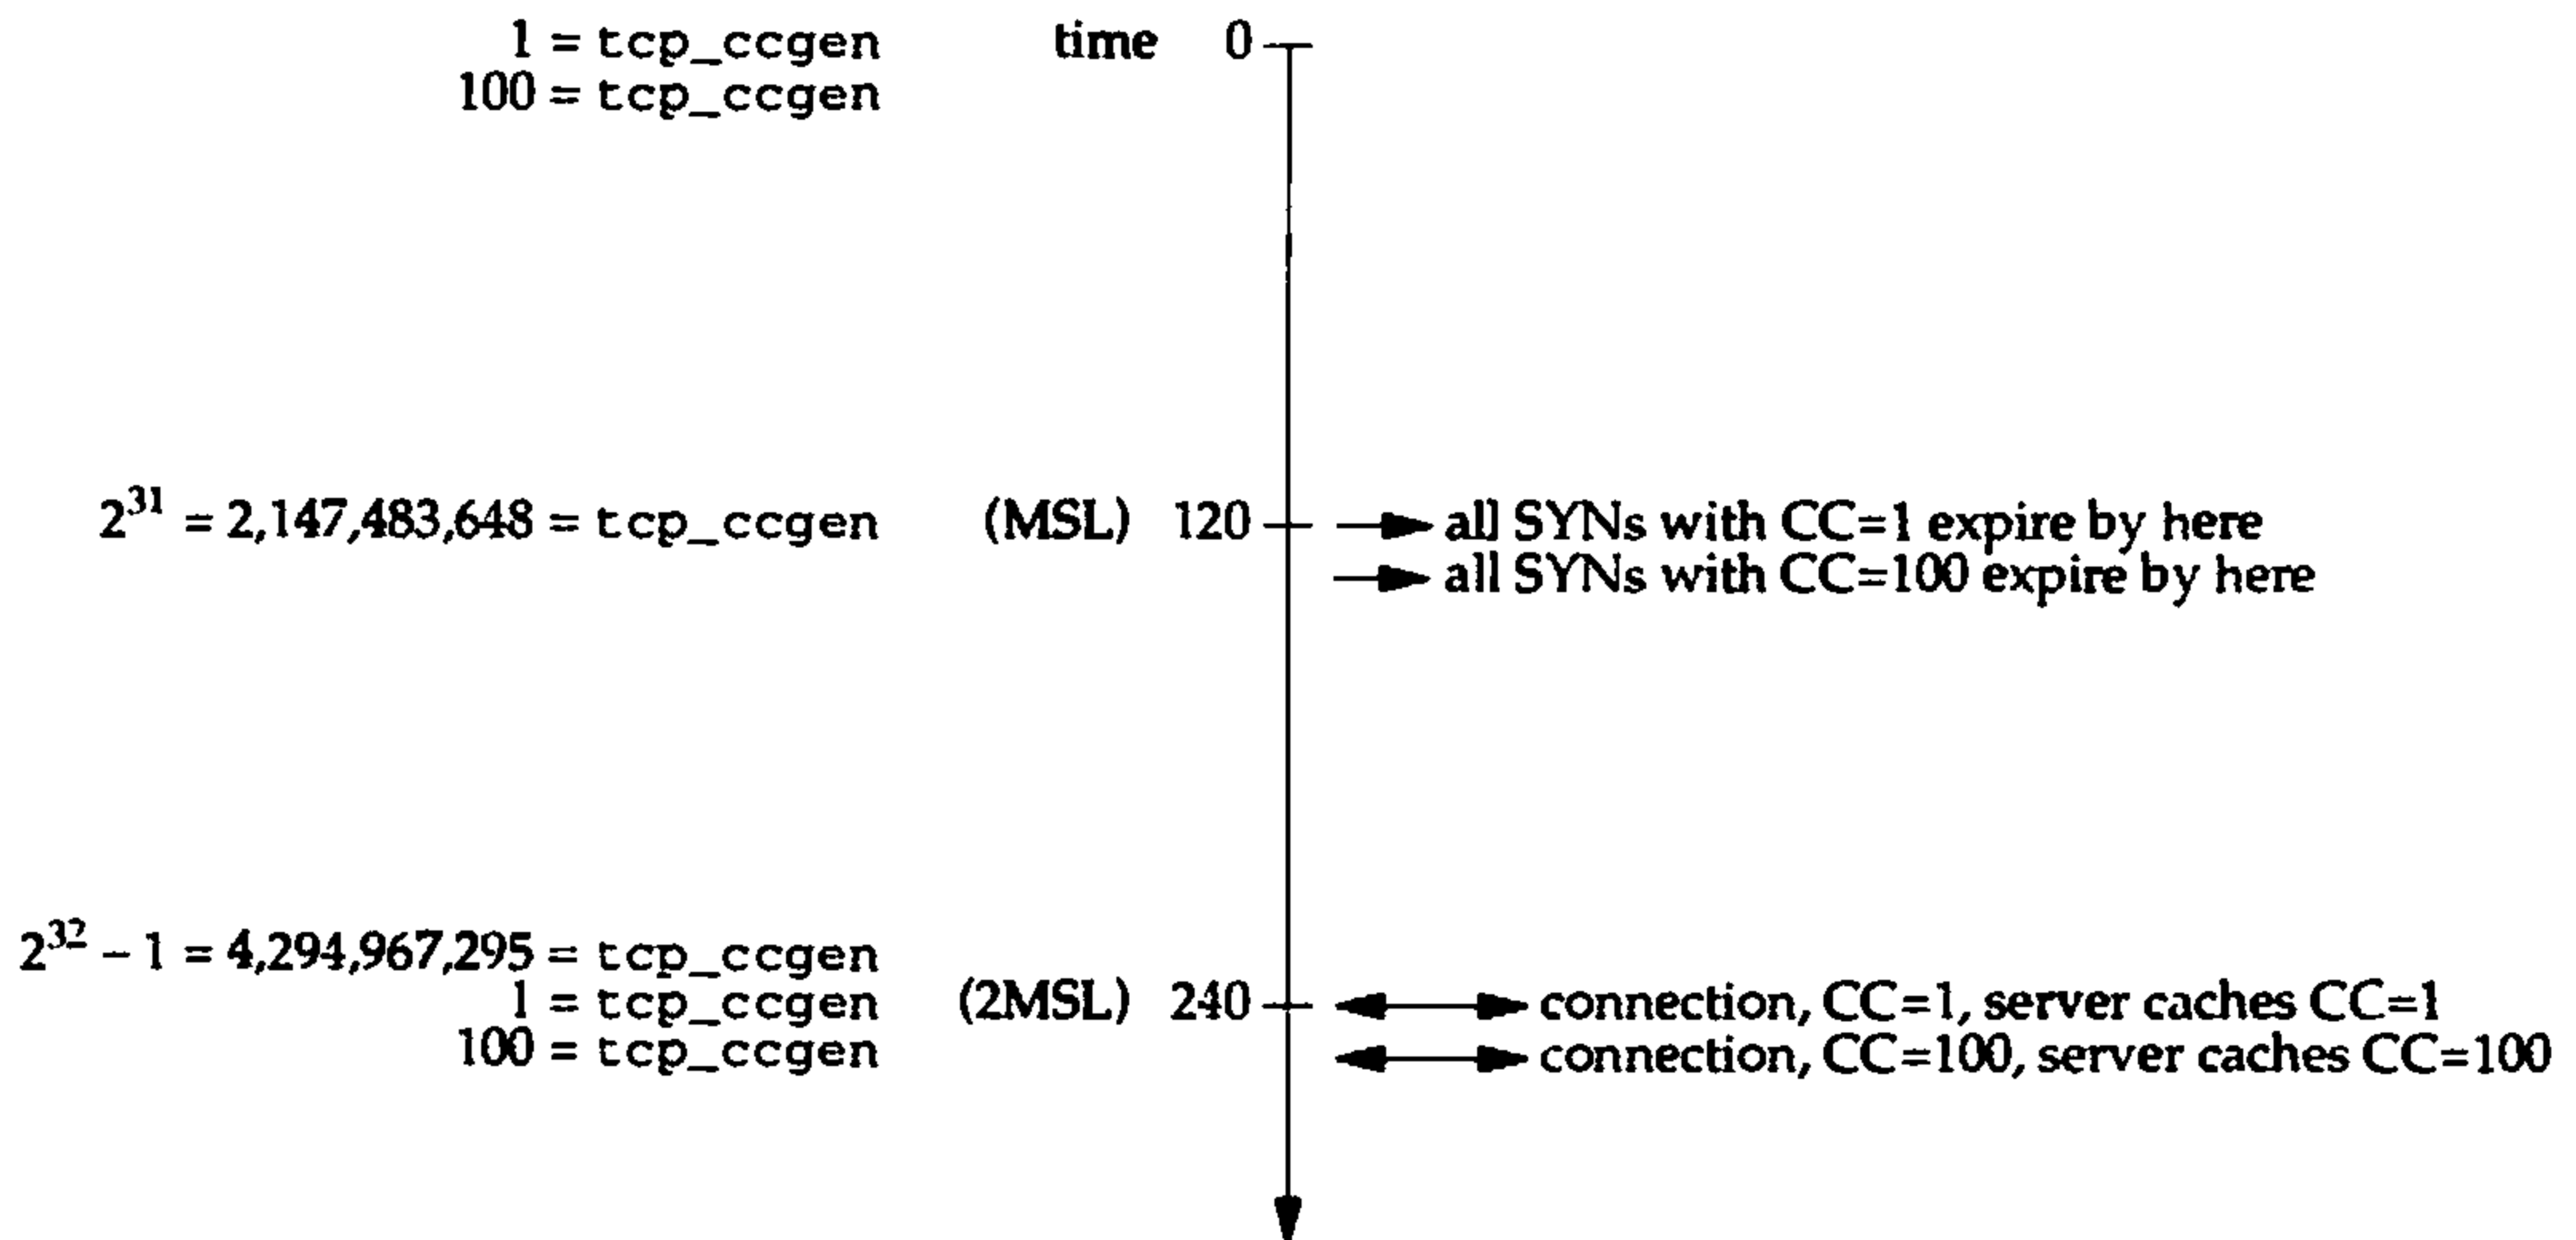 1 = tcp_ccgen time 0
100 = tcp_ccgen
2^31 = 2,147,483,648 = tcp_ccgen (MSL) 120 all SYNs with CC=1 expire by here
all SYNs with CC=100 expire by here
2^32 – 1 = 4,294,967,295 = tcp_ccgen
1 = tcp_ccgen (2MSL) 240 connection, CC=1, server caches CC=1
100 = tcp_ccgen connection, CC=100, server caches CC=100